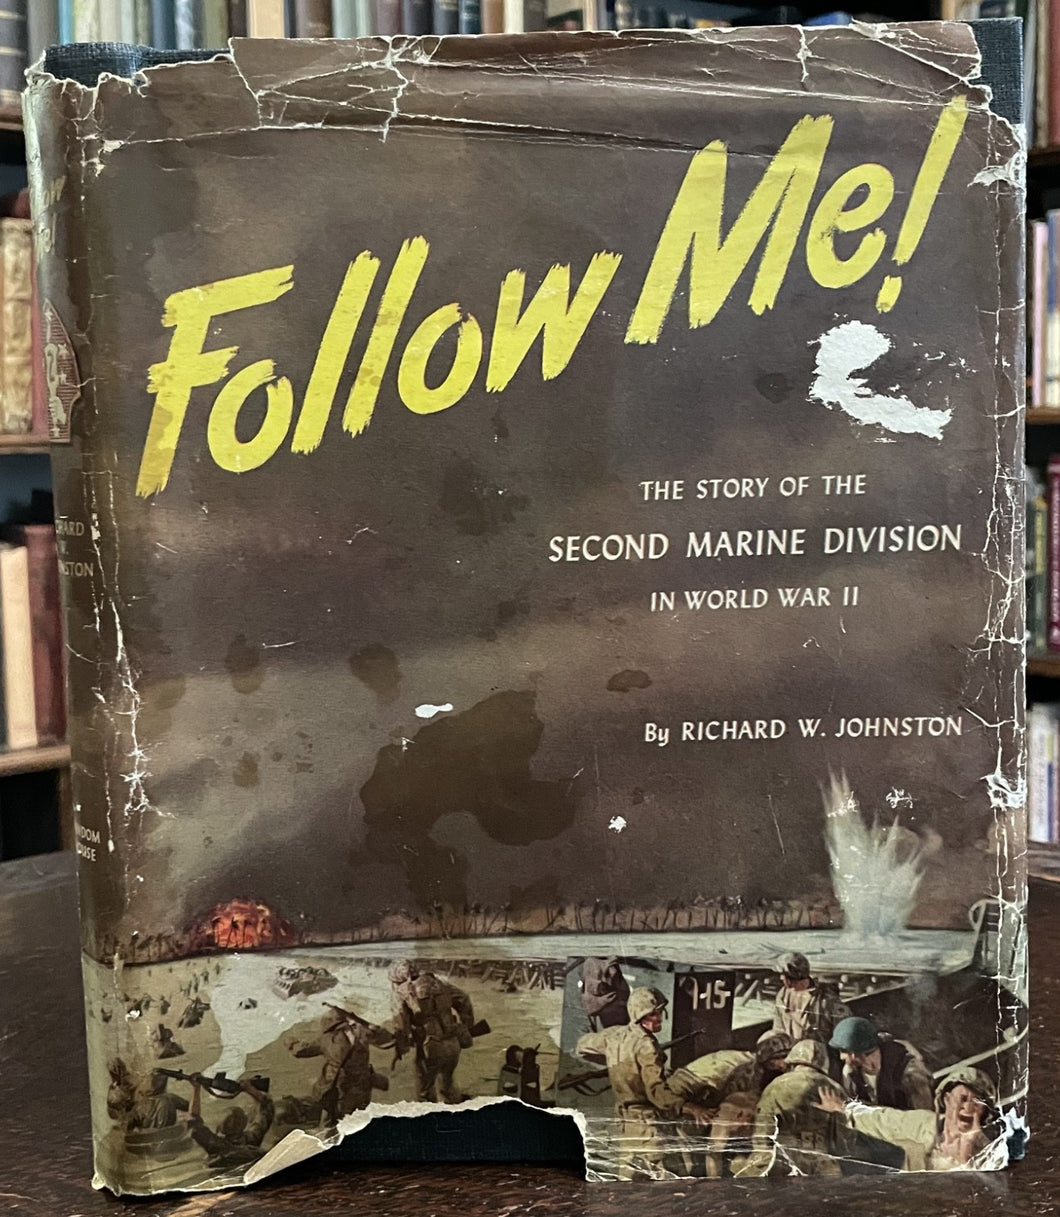 Follow Me!
THE STORY OF THE
SECOND MARINE DIVISION
IN WORLD WAR II
By RICHARD W. JOHNSTON